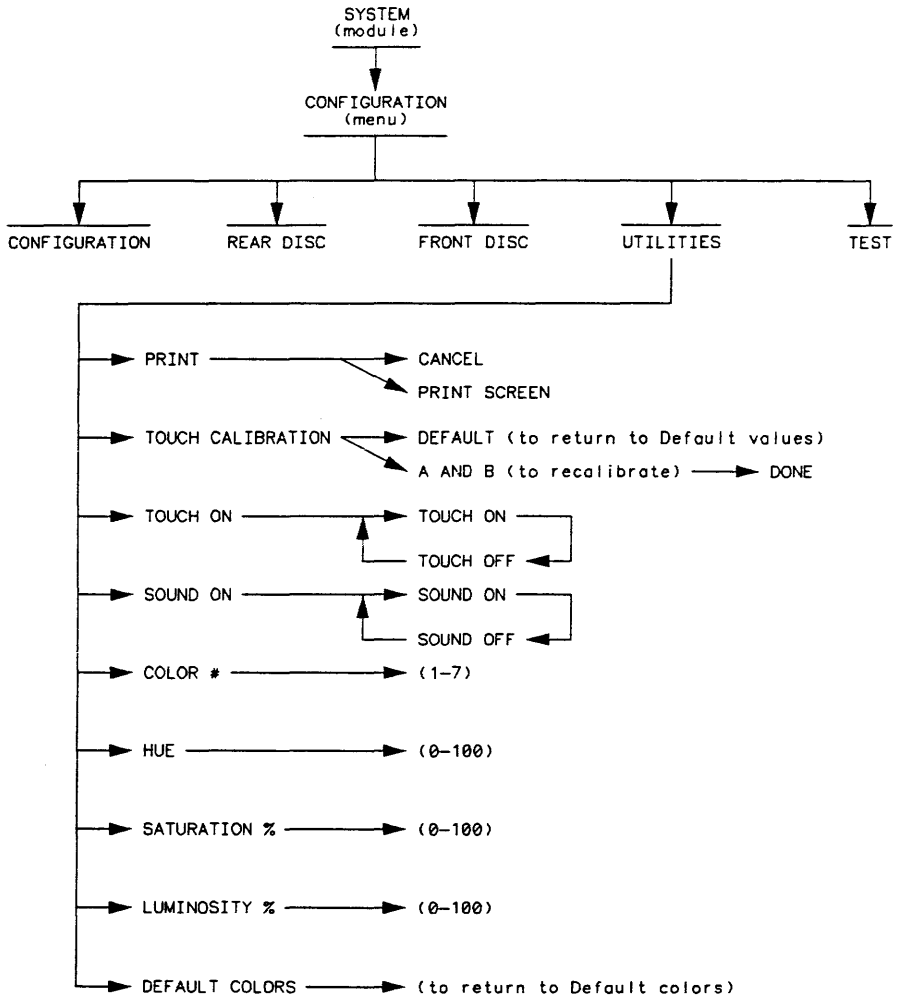 SYSTEM
(module)
CONFIGURATION
(menu)
CONFIGURATION
REAR DISC
FRONT DISC
UTILITIES
TEST
PRINT
CANCEL
PRINT SCREEN
TOUCH CALIBRATION
DEFAULT (to return to Default values)
A AND B (to recalibrate)
DONE
TOUCH ON
TOUCH ON
TOUCH OFF
SOUND ON
SOUND ON
SOUND OFF
COLOR #
(1-7)
HUE
(0-100)
SATURATION %
(0-100)
LUMINOSITY %
(0-100)
DEFAULT COLORS
(to return to Default colors)